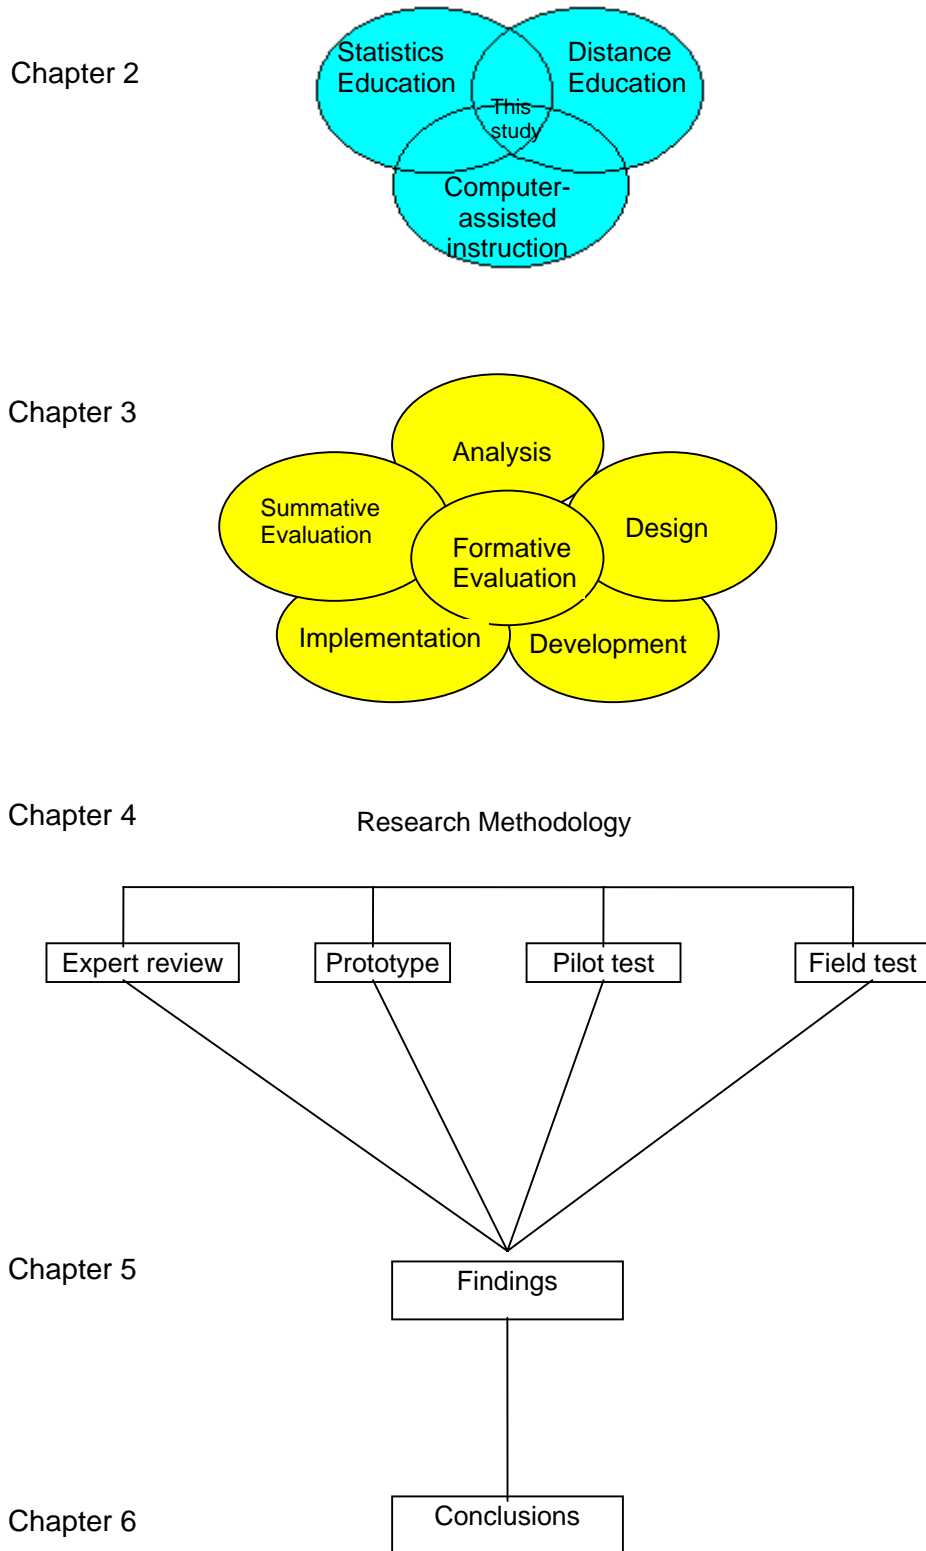 Chapter 2
Statistics
Education
Distance
Education
This
study
Computer-
assisted
instruction
Chapter 3
Analysis
Summative
Evaluation
Formative
Evaluation
Design
Implementation
Development
Chapter 4
Research Methodology
Expert review
Prototype
Pilot test
Field test
Chapter 5
Findings
Chapter 6
Conclusions